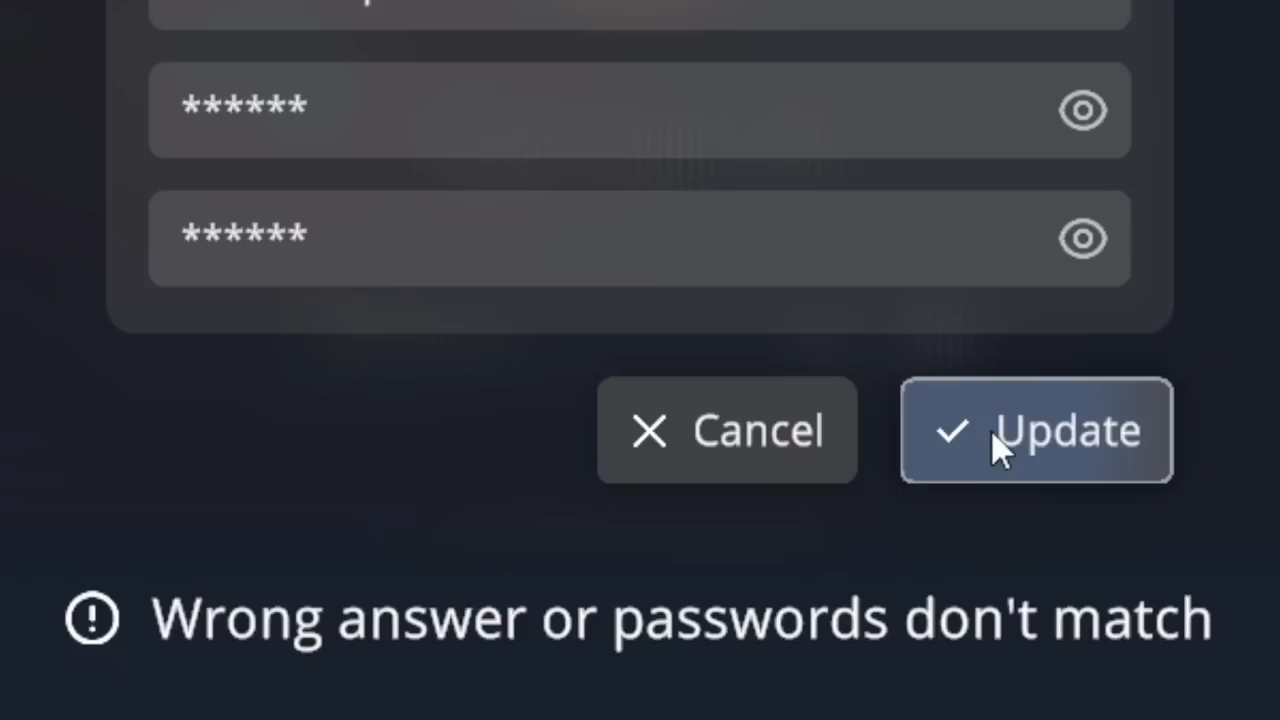 ******
******
Cancel
Update
Wrong answer or passwords don't match